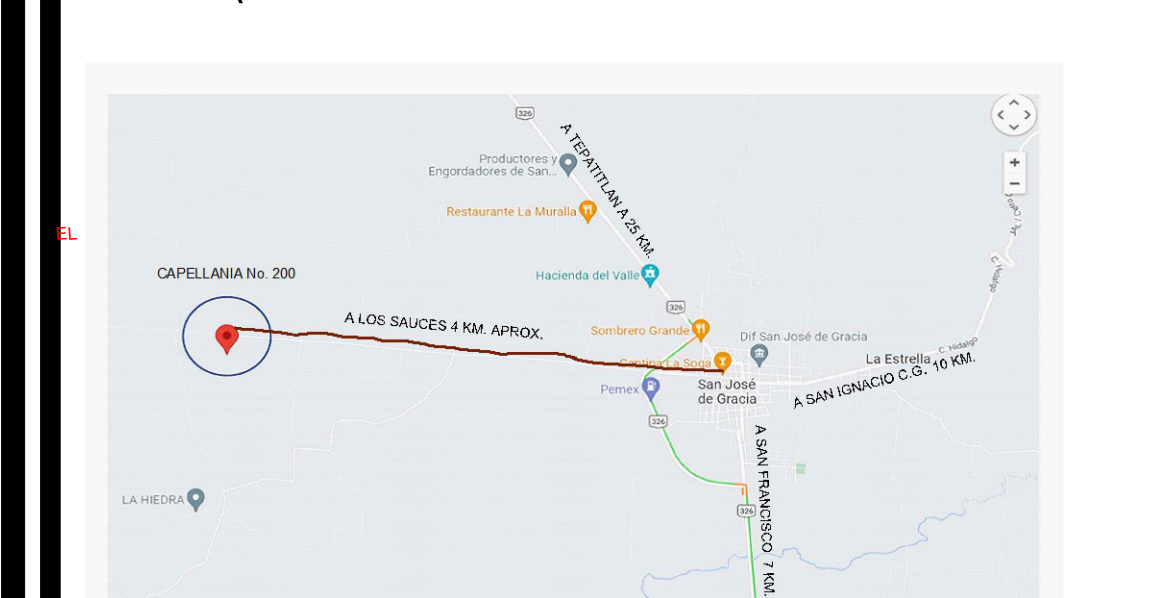 326
A TEPATITLAN A 25 KM.
Productores y
Engordadores de San...
Restaurante La Muralla
EL
CAPELLANIA No. 200
Hacienda del Valle
326
A LOS SAUCES 4 KM. APROX.
Sombrero Grande
Dif San José de Gracia
Cantina La Soga
La Estrella
C. Hidalgo
C. Hidalgo
A SAN IGNACIO C.G. 10 KM.
Pemex
San José
de Gracia
326
A SAN FRANCISCO 7 KM.
LA HIEDRA
326